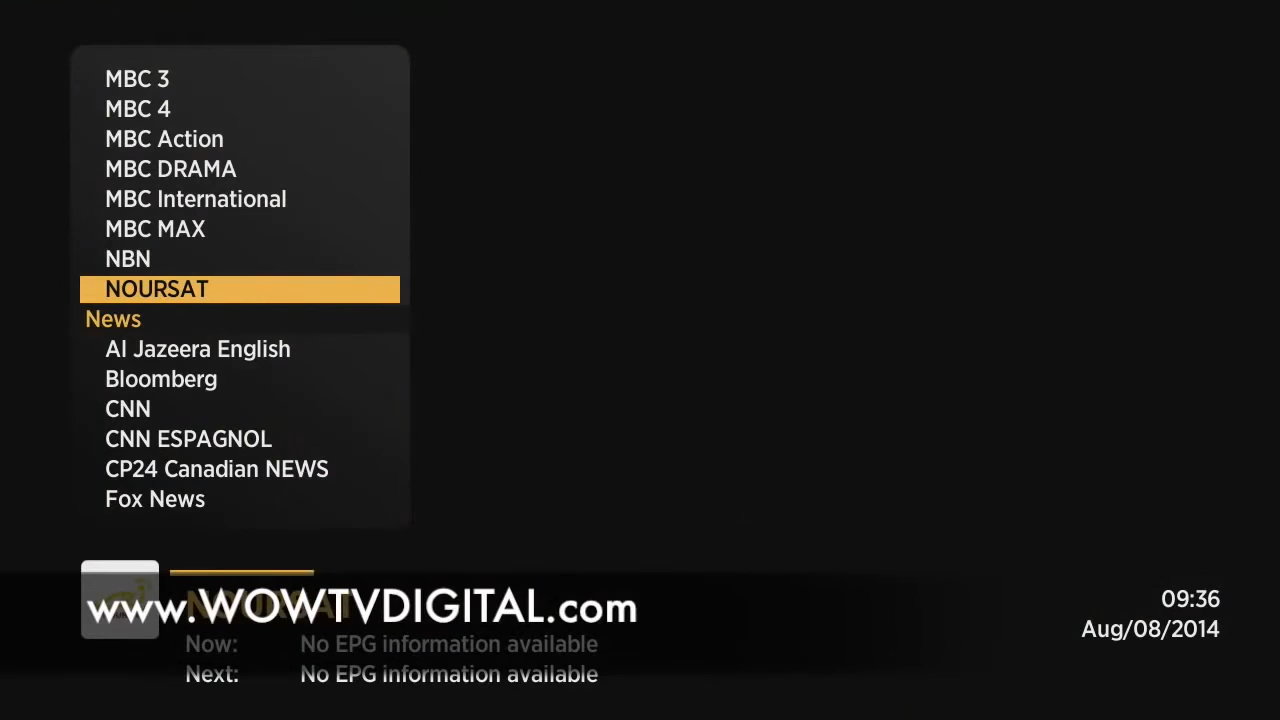 MBC 3
MBC 4
MBC Action
MBC DRAMA
MBC International
MBC MAX
NBN
NOURSAT
News
Al Jazeera English
Bloomberg
CNN
CNN ESPAGNOL
CP24 Canadian NEWS
Fox News
NOURSAT
www.WOWTVDIGITAL.com
09:36
Aug/08/2014
Now: No EPG information available
Next: No EPG information available